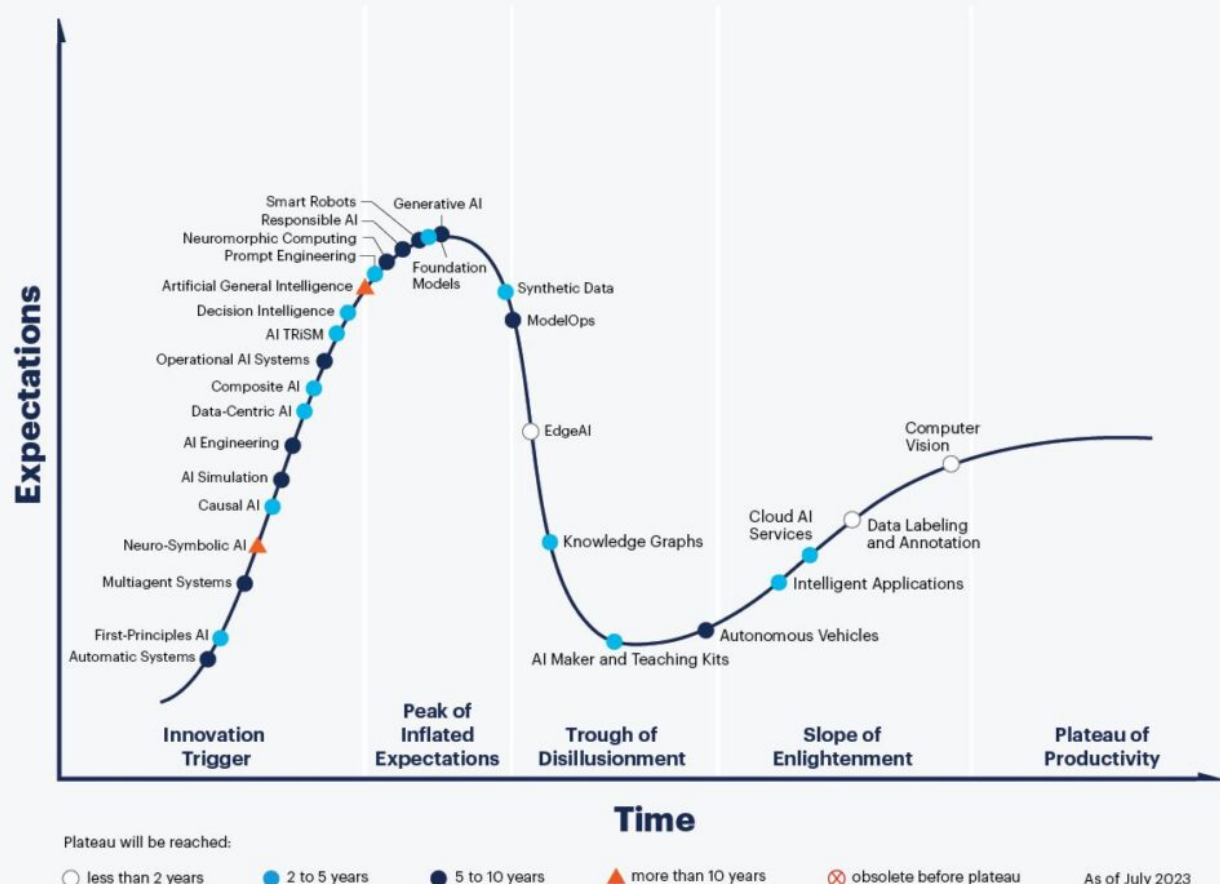 Expectations
Smart Robots
Generative AI
Responsible AI
Neuromorphic Computing
Prompt Engineering
Foundation
Models
Artificial General Intelligence
Synthetic Data
Decision Intelligence
ModelOps
AI TRiSM
Operational AI Systems
Composite AI
Data-Centric AI
EdgeAI
Computer
Vision
AI Engineering
AI Simulation
Causal AI
Cloud AI
Services
Data Labeling
and Annotation
Neuro-Symbolic AI
Knowledge Graphs
Multiagent Systems
Intelligent Applications
First-Principles AI
Autonomous Vehicles
Automatic Systems
AI Maker and Teaching Kits
Innovation
Trigger
Peak of
Inflated
Expectations
Trough of
Disillusionment
Slope of
Enlightenment
Plateau of
Productivity
Time
Plateau will be reached:
less than 2 years
2 to 5 years
5 to 10 years
more than 10 years
obsolete before plateau
As of July 2023